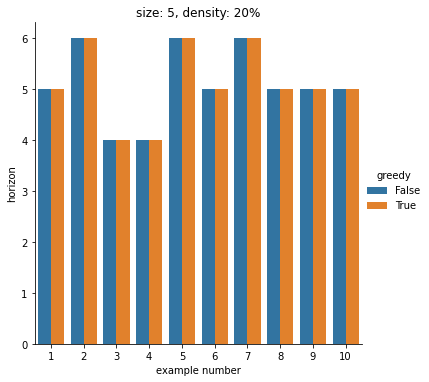 size: 5, density: 20%
6
5
4
3
2
1
0
horizon
1 2 3 4 5 6 7 8 9 10
example number
greedy
False
True